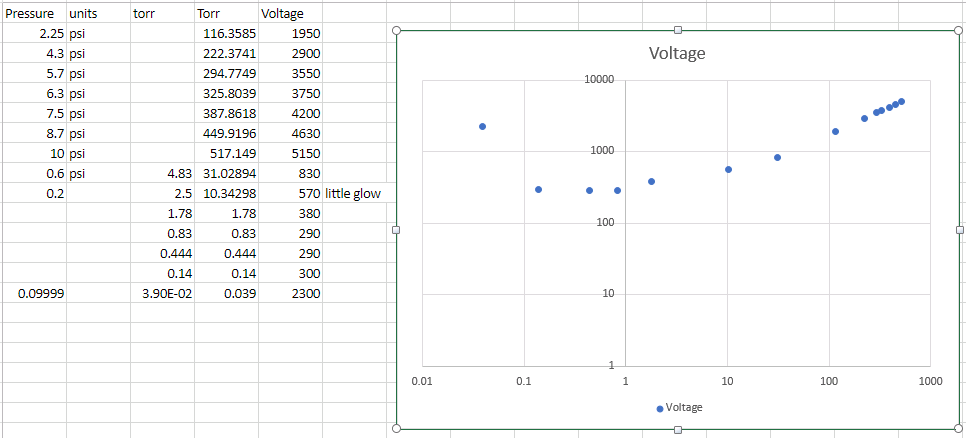 Pressure units torr Torr Voltage
2.25 psi 116.3585 1950
4.3 psi 222.3741 2900
5.7 psi 294.7749 3550
6.3 psi 325.8039 3750
7.5 psi 387.8618 4200
8.7 psi 449.9196 4630
10 psi 517.149 5150
0.6 psi 4.83 31.02894 830
0.2 2.5 10.34298 570 little glow
1.78 1.78 380
0.83 0.83 290
0.444 0.444 290
0.14 0.14 300
0.09999 3.90E-02 0.039 2300
Voltage
10000
1000
100
10
1
0.01 0.1 1 10 100 1000
Voltage